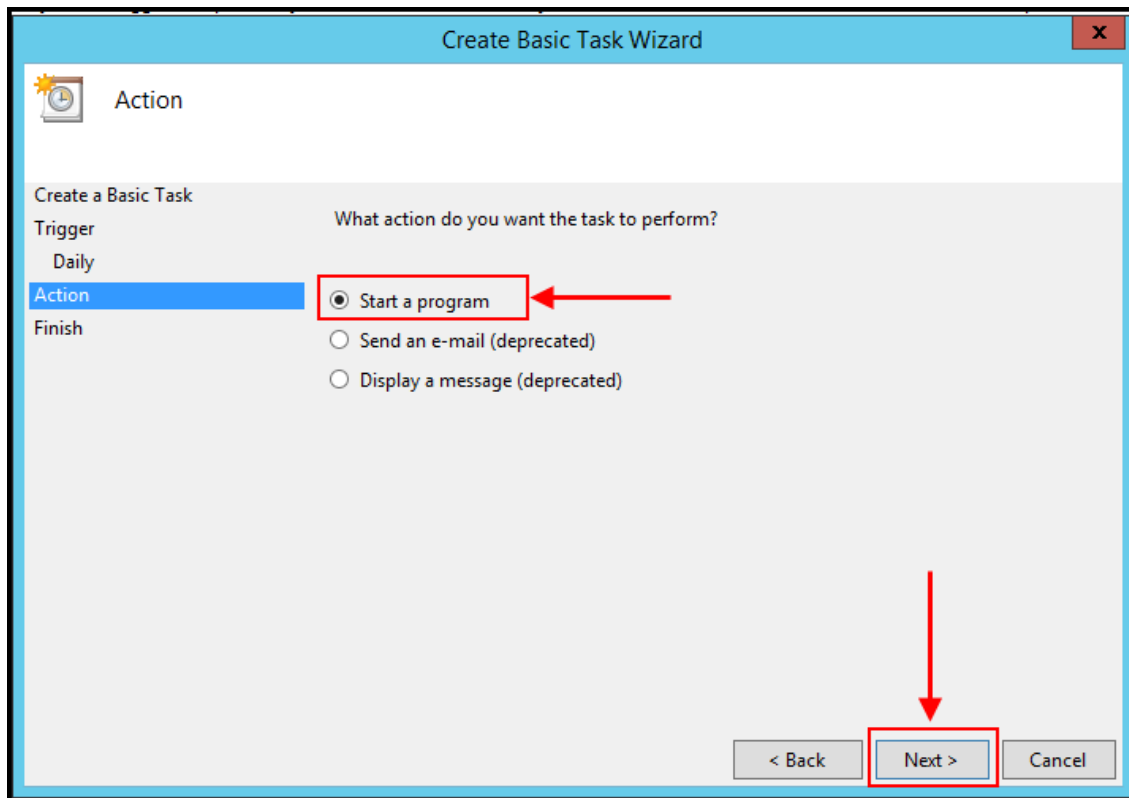 Create Basic Task Wizard
x
Action
Create a Basic Task
Trigger
Daily
Action
Finish
What action do you want the task to perform?
Start a program
Send an e-mail (deprecated)
Display a message (deprecated)
< Back
Next >
Cancel